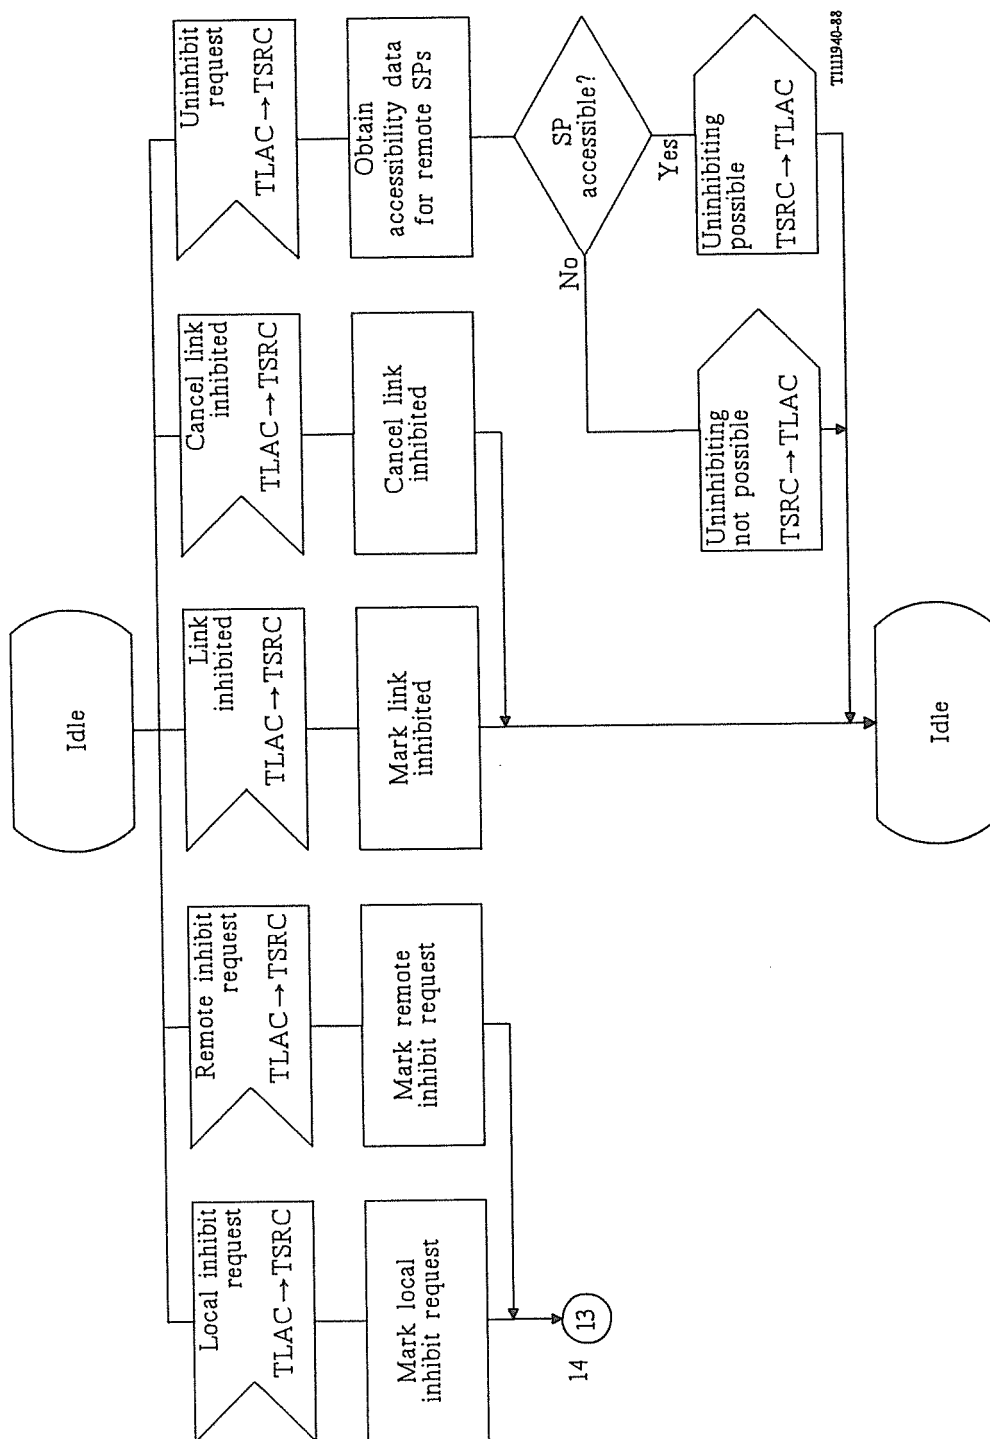 Idle
Local inhibit
request
TLAC→TSRC
Remote inhibit
request
TLAC→TSRC
Link
inhibited
TLAC→TSRC
Cancel link
inhibited
TLAC→TSRC
Uninhibit
request
TLAC→TSRC
Mark local
inhibit request
Mark remote
inhibit request
Mark link
inhibited
Cancel link
inhibited
Obtain
accessibility data
for remote SPs
SP
accessible?
No
Yes
14
13
Uninhibiting
not possible
TSRC→TLAC
Uninhibiting
possible
TSRC→TLAC
Idle
T1111940-88